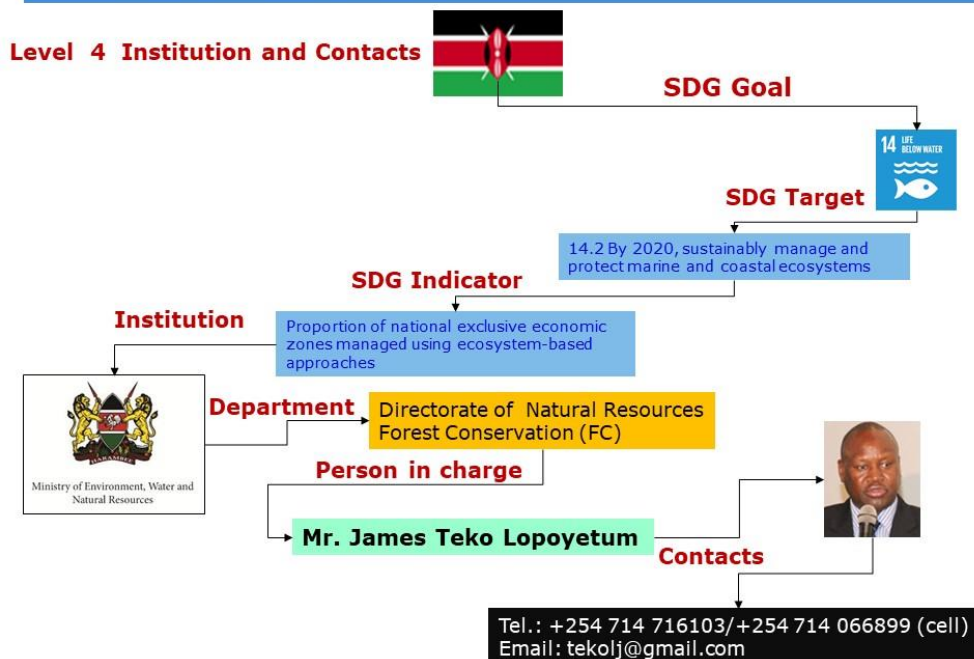 Level 4 Institution and Contacts
SDG Goal
14 LIFE
BELOW WATER
SDG Target
14.2 By 2020, sustainably manage and
protect marine and coastal ecosystems
SDG Indicator
Proportion of national exclusive economic
zones managed using ecosystem-based
approaches
Institution
HARAMBEE
Ministry of Environment, Water and
Natural Resources
Department
Directorate of Natural Resources
Forest Conservation (FC)
Person in charge
Mr. James Teko Lopoyetum
Contacts
Tel.: +254 714 716103/+254 714 066899 (cell)
Email: tekolj@gmail.com